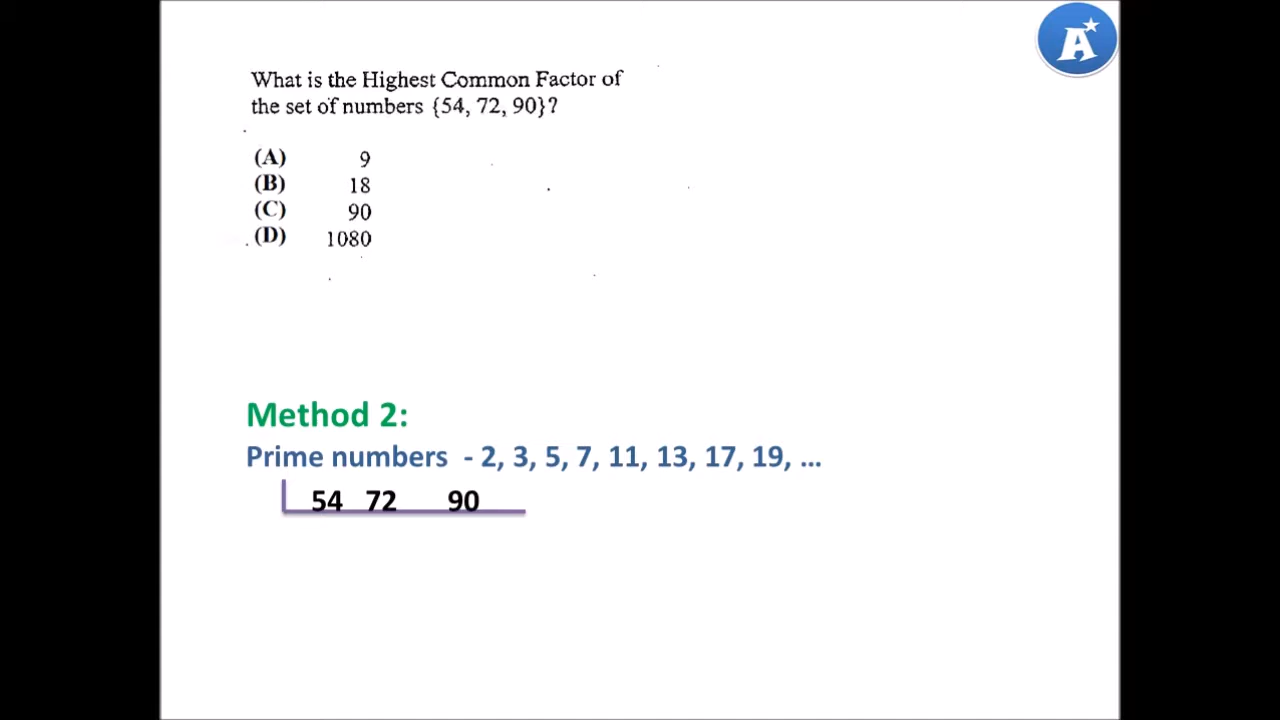 A
What is the Highest Common Factor of
the set of numbers {54, 72, 90}?
(A) 9
(B) 18
(C) 90
(D) 1080
Method 2:
Prime numbers - 2, 3, 5, 7, 11, 13, 17, 19, ...
54 72 90